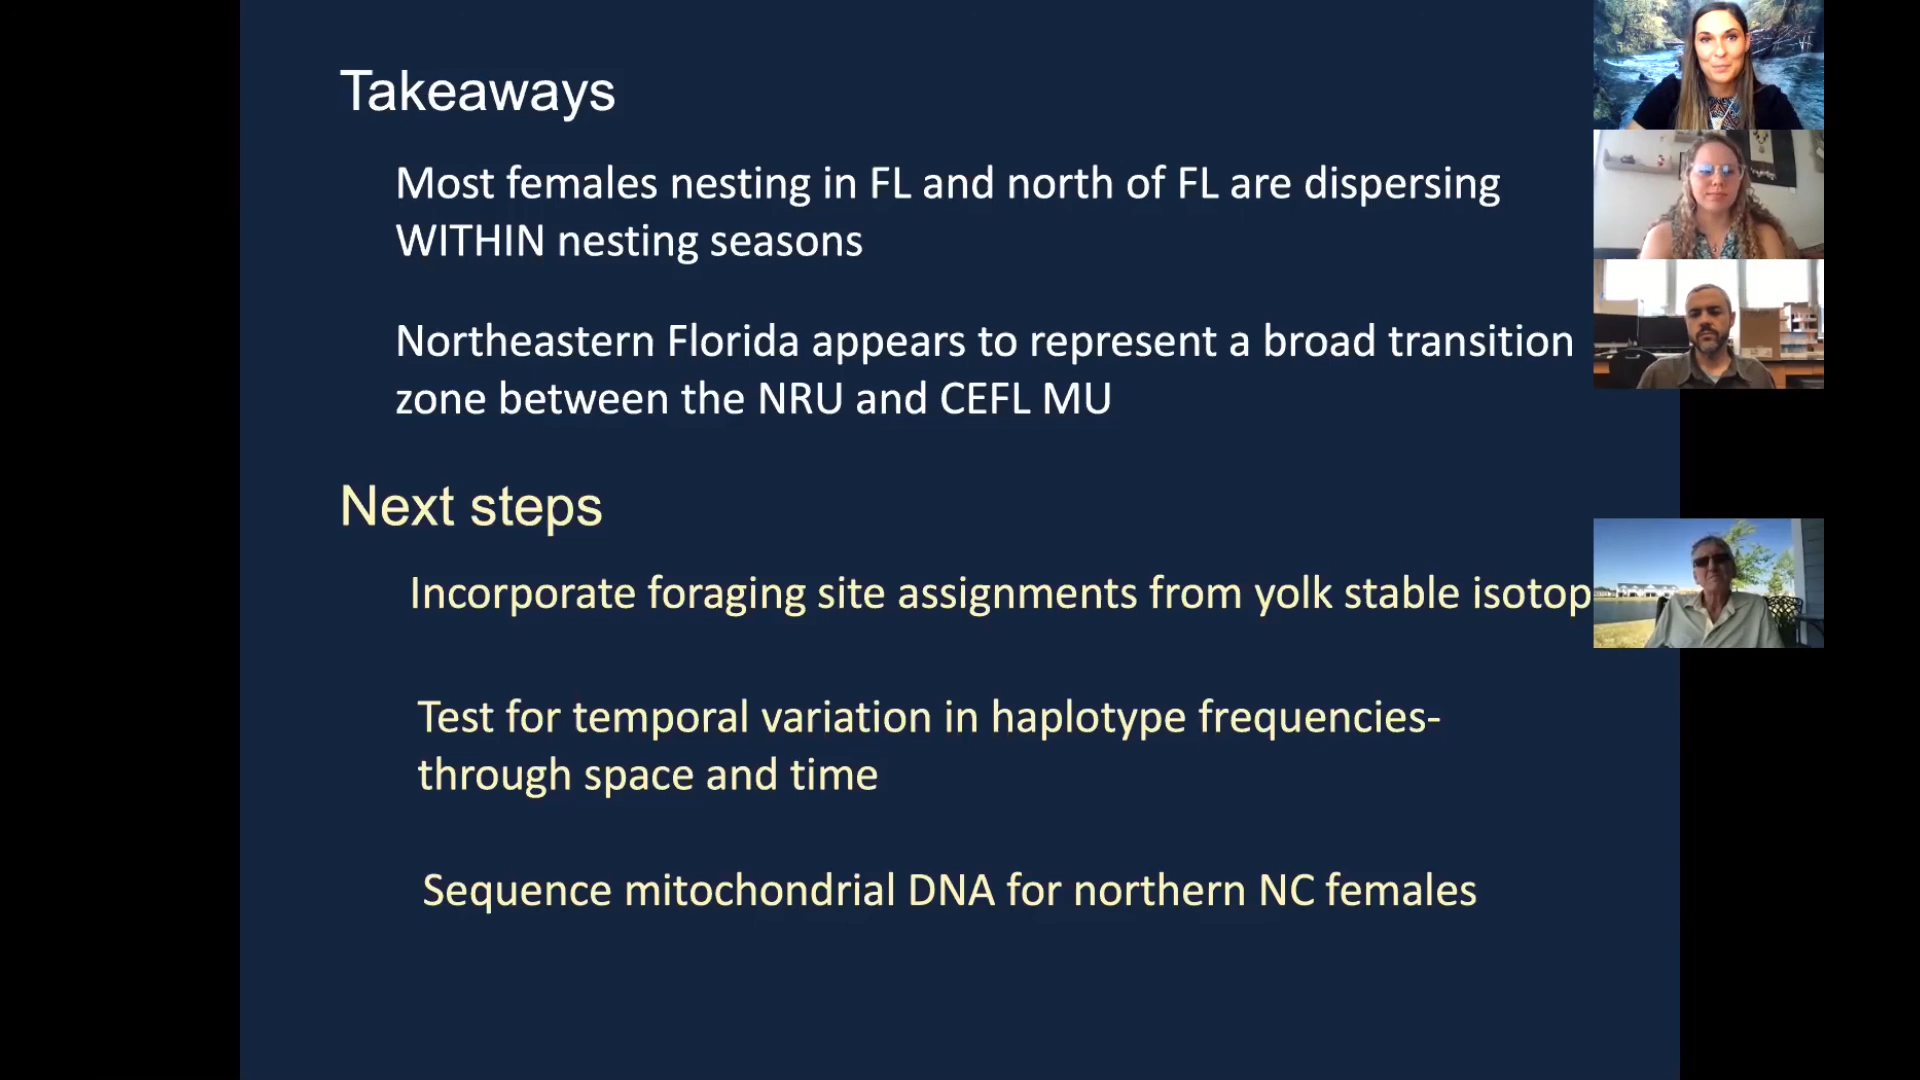 Takeaways
Most females nesting in FL and north of FL are dispersing
WITHIN nesting seasons
Northeastern Florida appears to represent a broad transition
zone between the NRU and CEFL MU
Next steps
Incorporate foraging site assignments from yolk stable isotop
Test for temporal variation in haplotype frequencies-
through space and time
Sequence mitochondrial DNA for northern NC females